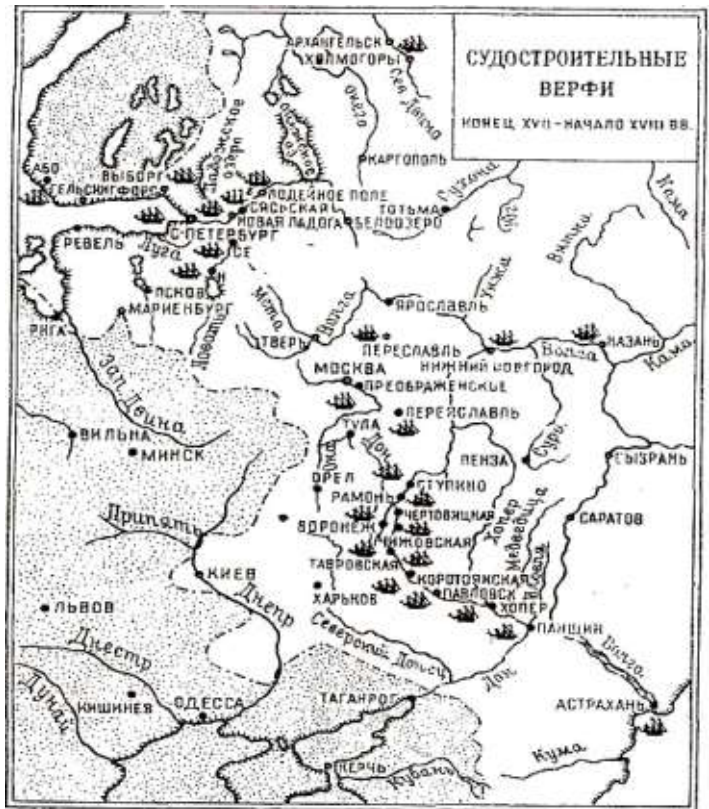 СУДОСТРОИТЕЛЬНЫЕ
ВЕРФИ
КОНЕЦ XVII–НАЧАЛО XVIII ВВ.
АРХАНГЕЛЬСК
ХОЛМОГОРЫ
Сев. Двина
Онега
Онежское
Ладожское
озеро
КАРГОПОЛЬ
Сухона
ТОТЬМА
Кама
Вятка
АБО
ВЫБОРГ
ГЕЛЬСИНГФОРС
ЛОДЕЙНОЕ ПОЛЕ
СЯСЬСКАЯ
НОВАЯ ЛАДОГА
БЕЛООЗЕРО
С-ПЕТЕРБУРГ
РЕВЕЛЬ
Луга
ПСКОВ
МАРИЕНБУРГ
РИГА
Ловать
Мста
ТВЕРЬ
Волга
ЯРОСЛАВЛЬ
Унжа
ПЕРЕСЛАВЛЬ
НИЖНИЙ НОВГОРОД
Волга
КАЗАНЬ
Кама
Зап. Двина
МОСКВА
ПРЕОБРАЖЕНСКОЕ
ПЕРЕЯСЛАВЛЬ
ТУЛА
Дон
Ока
ВИЛЬНА
МИНСК
ПЕНЗА
Сура
СЫЗРАНЬ
ОРЕЛ
СТУПИНО
РАМОНЬ
ЧЕРТОВИЦКАЯ
ВОРОНЕЖ
ЧИЖОВСКАЯ
ТАВРОВСКАЯ
Хопер
Медведица
САРАТОВ
Припять
КИЕВ
Днепр
КОРОТОЯКСКАЯ
ПАВЛОВСК
ХОПЕР
ХАРЬКОВ
ПАНШИН
ЛЬВОВ
Днестр
Северский Донец
Дон
Волга
Дунай
КИШИНЕВ
ОДЕССА
ТАГАНРОГ
АСТРАХАНЬ
КЕРЧЬ
Кубань
Кума